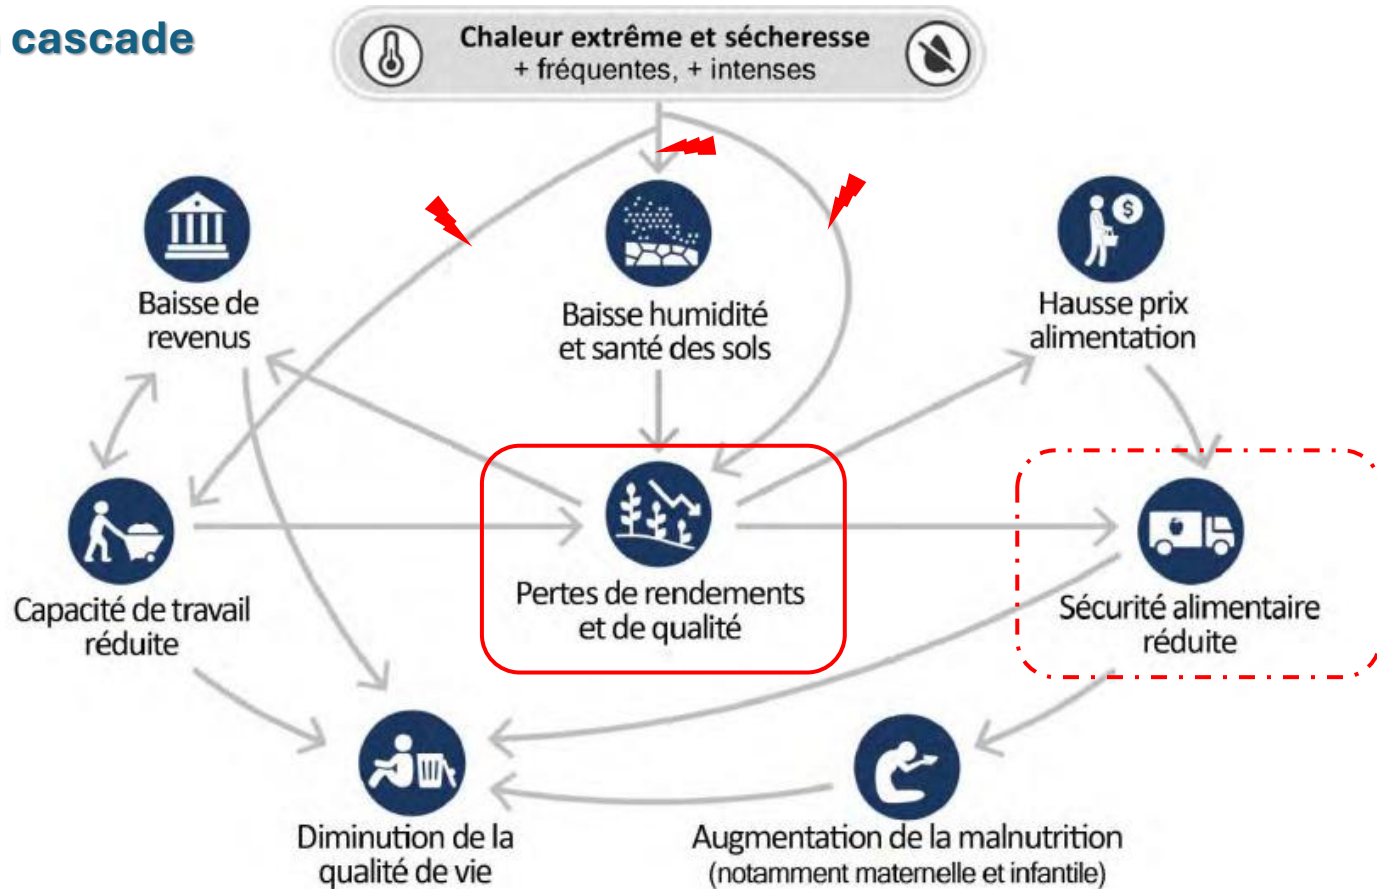 cascade
Chaleur extrême et sécheresse
+ fréquentes, + intenses
Baisse de
revenus
Baisse humidité
et santé des sols
$
Hausse prix
alimentation
Capacité de travail
réduite
Pertes de rendements
et de qualité
Sécurité alimentaire
réduite
Diminution de la
qualité de vie
Augmentation de la malnutrition
(notamment maternelle et infantile)